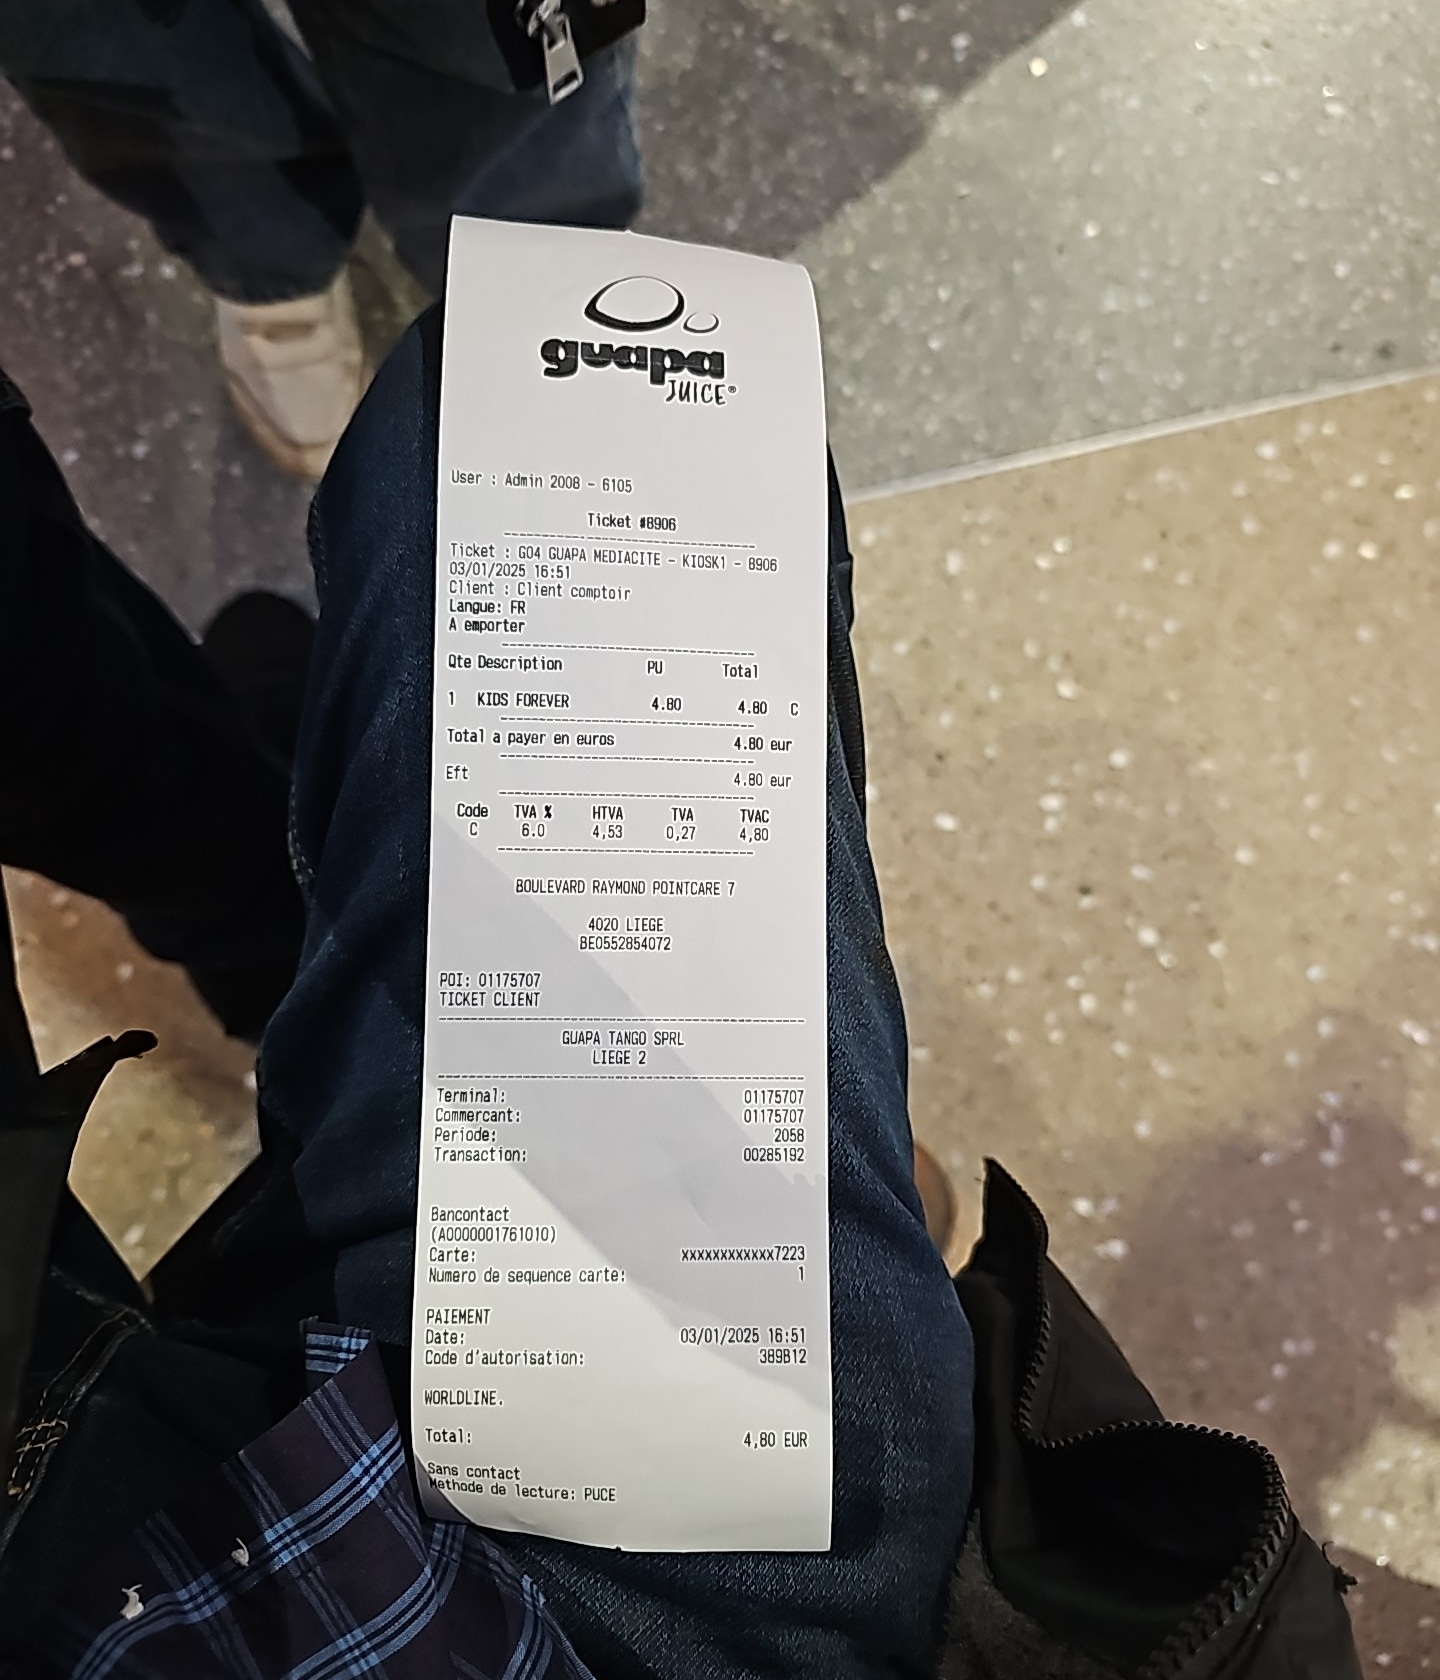 guapa
JUICE®
User : Admin 2008 - 6105
Ticket #8906
Ticket : G04 GUAPA MEDIACITE - KIOSK1 - 8906
03/01/2025 16:51
Client : Client comptoir
Langue: FR
A emporter
Qte Description PU Total
1 KIDS FOREVER 4.80 4.80 C
Total a payer en euros 4.80 eur
Eft 4.80 eur
Code TVA % HTVA TVA TVAC
C 6.0 4,53 0,27 4,80
BOULEVARD RAYMOND POINTCARE 7
4020 LIEGE
BE0552854072
POI: 01175707
TICKET CLIENT
GUAPA TANGO SPRL
LIEGE 2
Terminal: 01175707
Commercant: 01175707
Periode: 2058
Transaction: 00285192
Bancontact
(A0000001761010)
Carte: xxxxxxxxxxxx7223
Numero de sequence carte: 1
PAIEMENT
Date: 03/01/2025 16:51
Code d'autorisation: 389B12
WORLDLINE.
Total: 4,80 EUR
Sans contact
Methode de lecture: PUCE